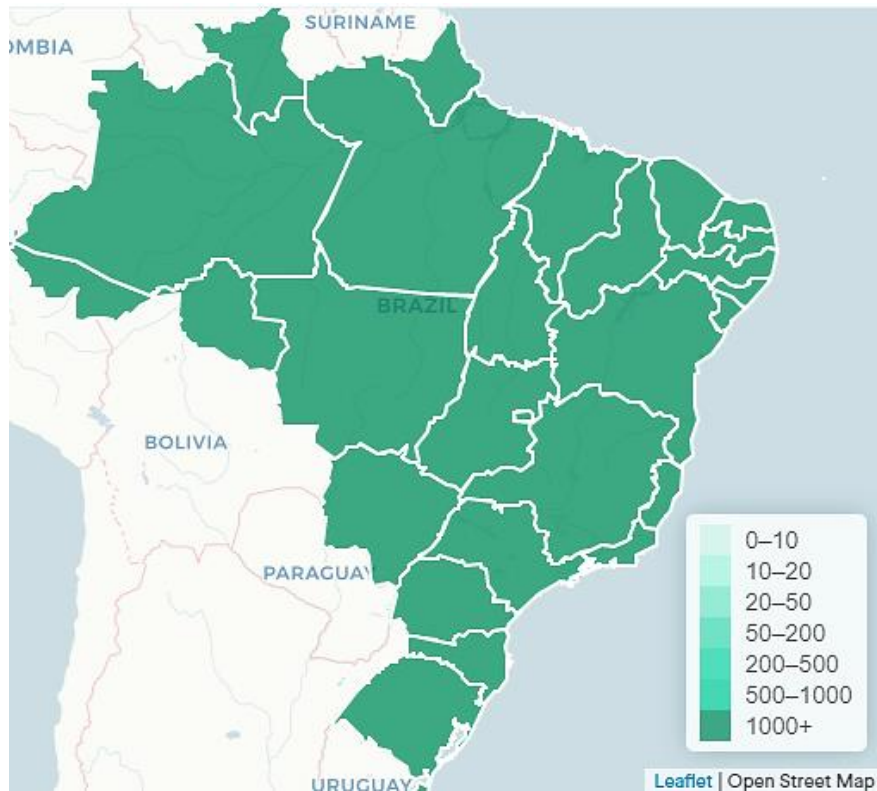 SURINAME
OMBIA
BRAZIL
BOLIVIA
PARAGUAY
URUGUAY
0–10
10–20
20–50
50–200
200–500
500–1000
1000+
Leaflet | Open Street Map